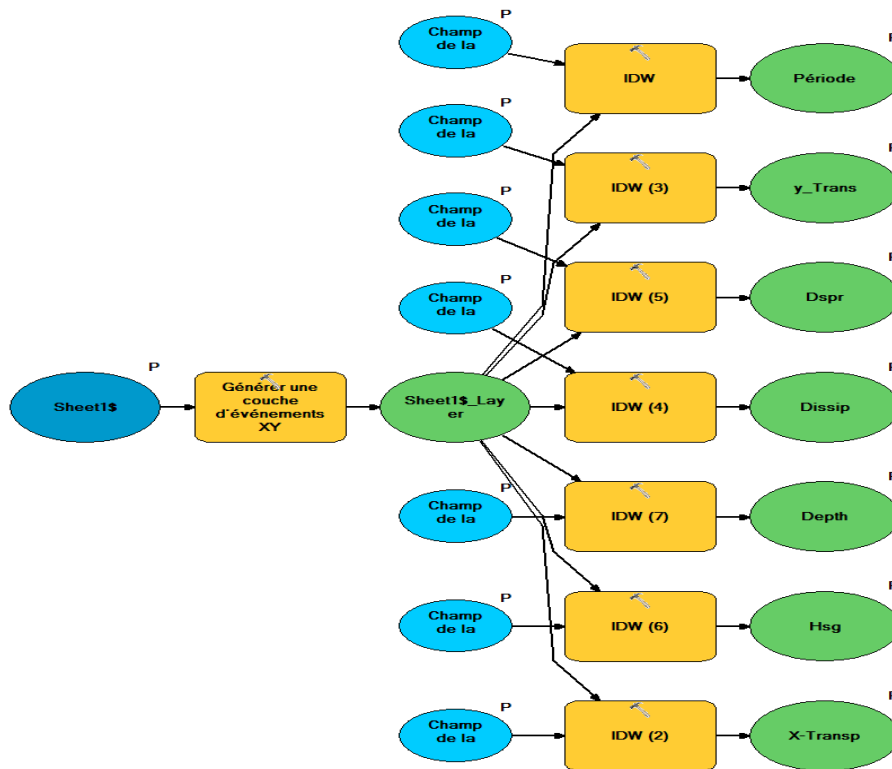 P
P
Champ
de la
IDW
Période
P
P
Champ
de la
IDW (3)
y_Trans
P
P
Champ
de la
IDW (5)
Dspr
P
P
Champ
de la
IDW (4)
Dissip
P
Sheet1$
Générer une
couche
d'événements
XY
Sheet1$_Lay
er
P
P
Champ
de la
IDW (7)
Depth
P
P
Champ
de la
IDW (6)
Hsg
P
P
Champ
de la
IDW (2)
X-Transp